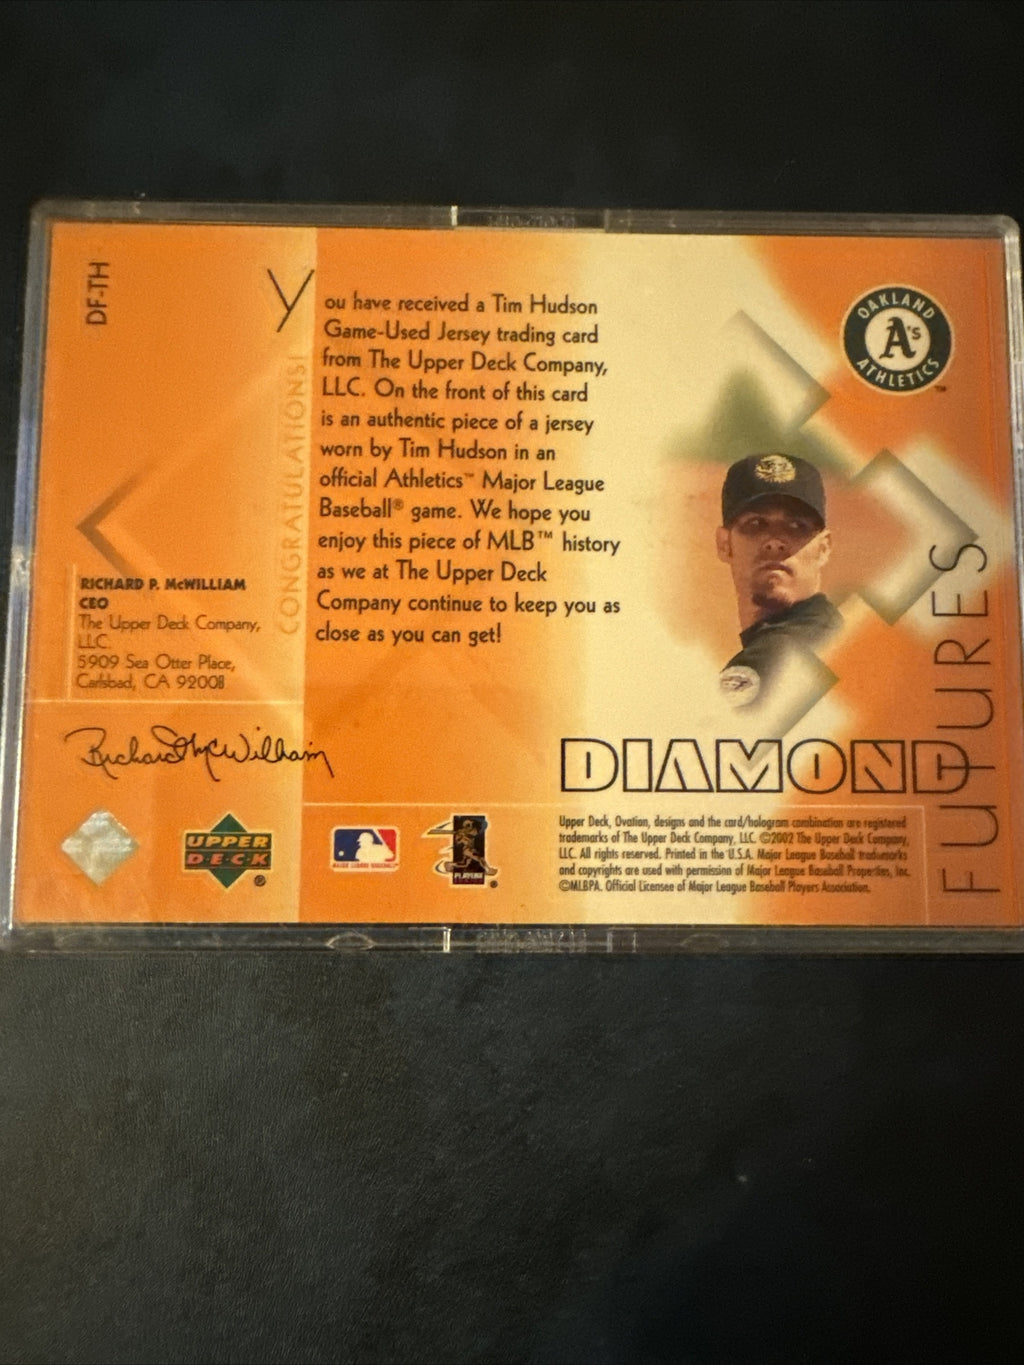 DF-TH
CONGRATULATIONS!
You have received a Tim Hudson
Game-Used Jersey trading card
from The Upper Deck Company,
LLC. On the front of this card
is an authentic piece of a jersey
worn by Tim Hudson in an
official Athletics™ Major League
Baseball® game. We hope you
enjoy this piece of MLB™ history
as we at The Upper Deck
Company continue to keep you as
close as you can get!
OAKLAND
A's
ATHLETICS™
RICHARD P. McWILLIAM
CEO
The Upper Deck Company,
LLC.
5909 Sea Otter Place,
Carlsbad, CA 92008
Richard McWilliam
DIAMOND
FUTURES
UPPER
DECK®
MAJOR LEAGUE BASEBALL
PLAYERS
Upper Deck, Ovation, designs and the card/hologram combination are registered
trademarks of The Upper Deck Company, LLC. ©2002 The Upper Deck Company,
LLC. All rights reserved. Printed in the U.S.A. Major League Baseball trademarks
and copyrights are used with permission of Major League Baseball Properties, Inc.
©MLBPA. Official Licensee of Major League Baseball Players Association.